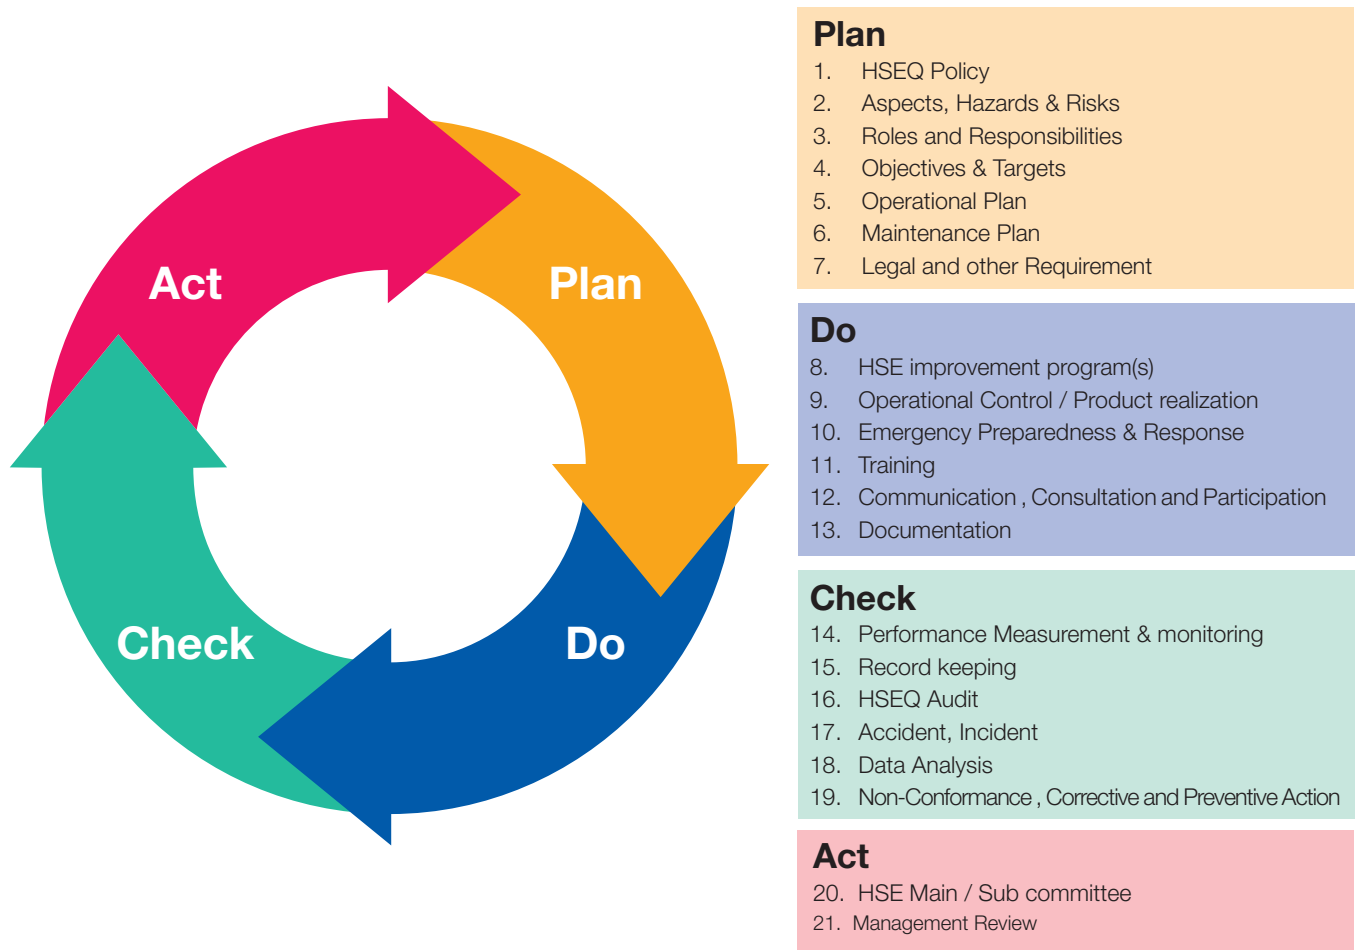 Act
Plan
Check
Do
Plan
1. HSEQ Policy
2. Aspects, Hazards & Risks
3. Roles and Responsibilities
4. Objectives & Targets
5. Operational Plan
6. Maintenance Plan
7. Legal and other Requirement
Do
8. HSE improvement program(s)
9. Operational Control / Product realization
10. Emergency Preparedness & Response
11. Training
12. Communication , Consultation and Participation
13. Documentation
Check
14. Performance Measurement & monitoring
15. Record keeping
16. HSEQ Audit
17. Accident, Incident
18. Data Analysis
19. Non-Conformance , Corrective and Preventive Action
Act
20. HSE Main / Sub committee
21. Management Review